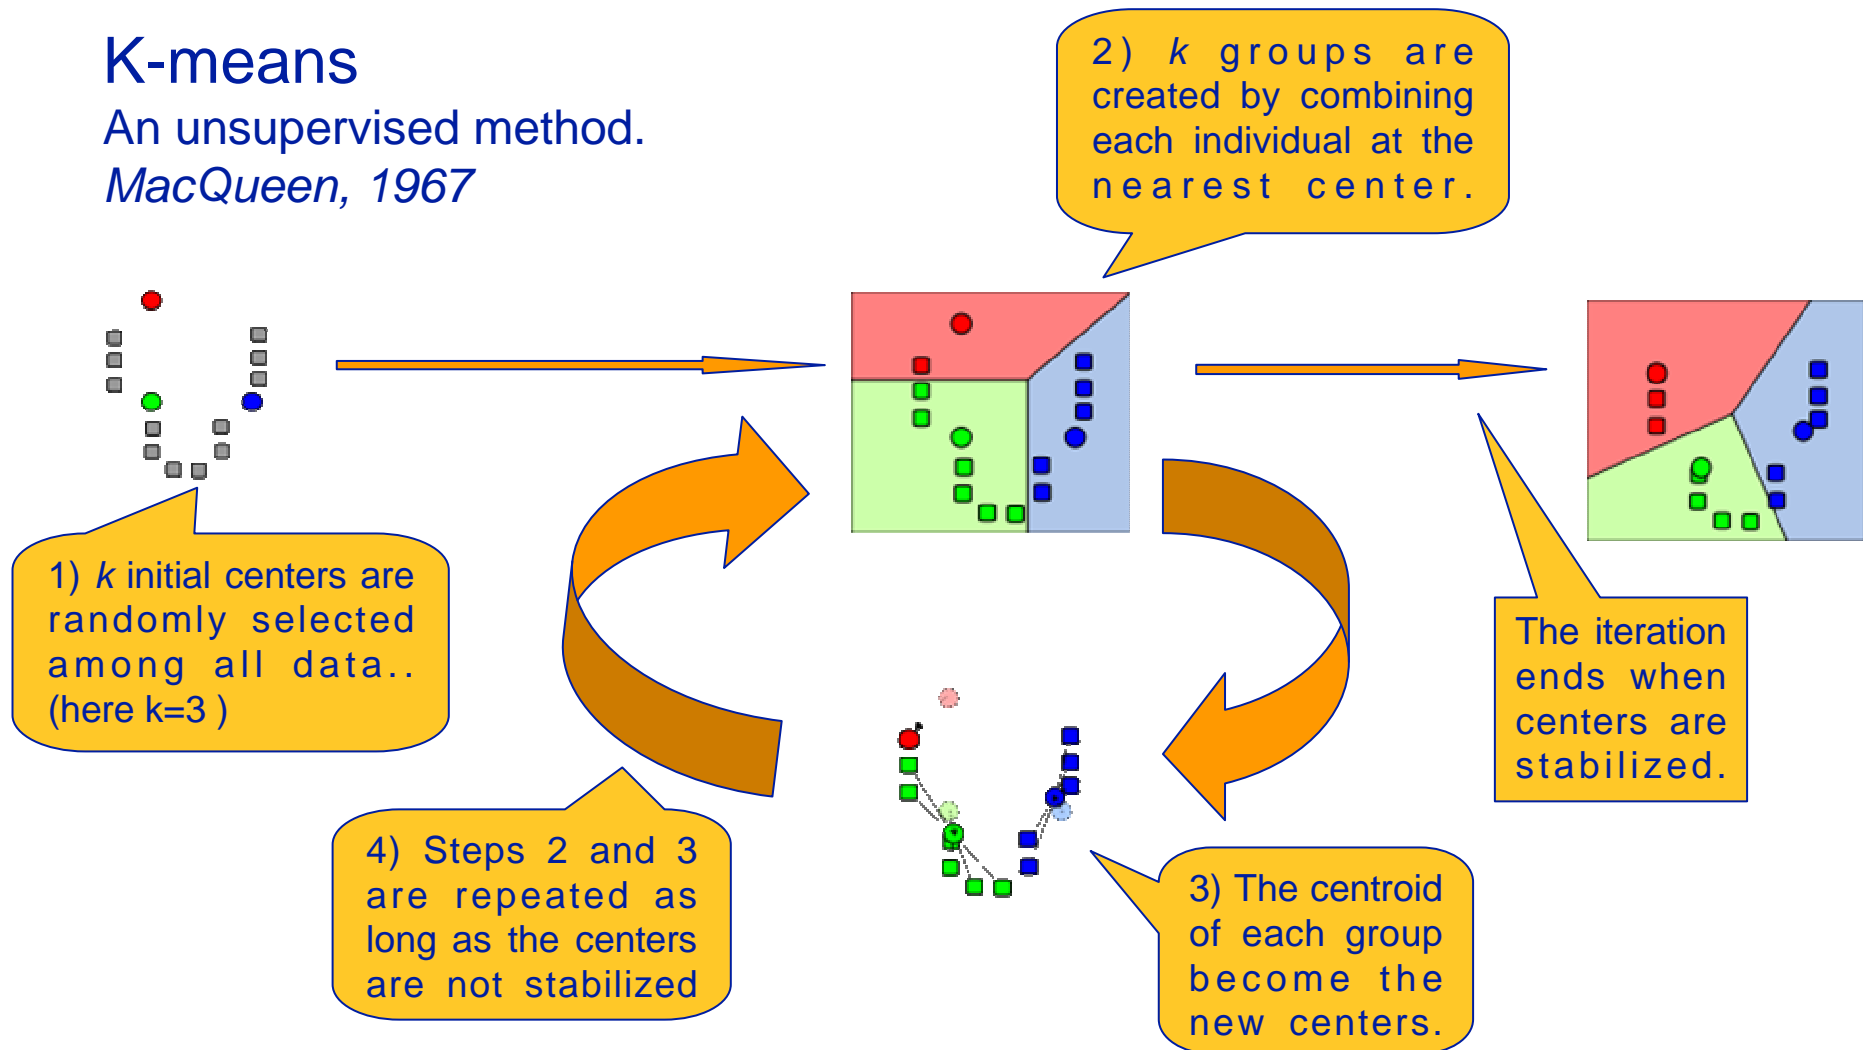 K-means
An unsupervised method.
MacQueen, 1967
2) k groups are
created by combining
each individual at the
nearest center.
1) k initial centers are
randomly selected
among all data..
(here k=3 )
The iteration
ends when
centers are
stabilized.
4) Steps 2 and 3
are repeated as
long as the centers
are not stabilized
3) The centroid
of each group
become the
new centers.